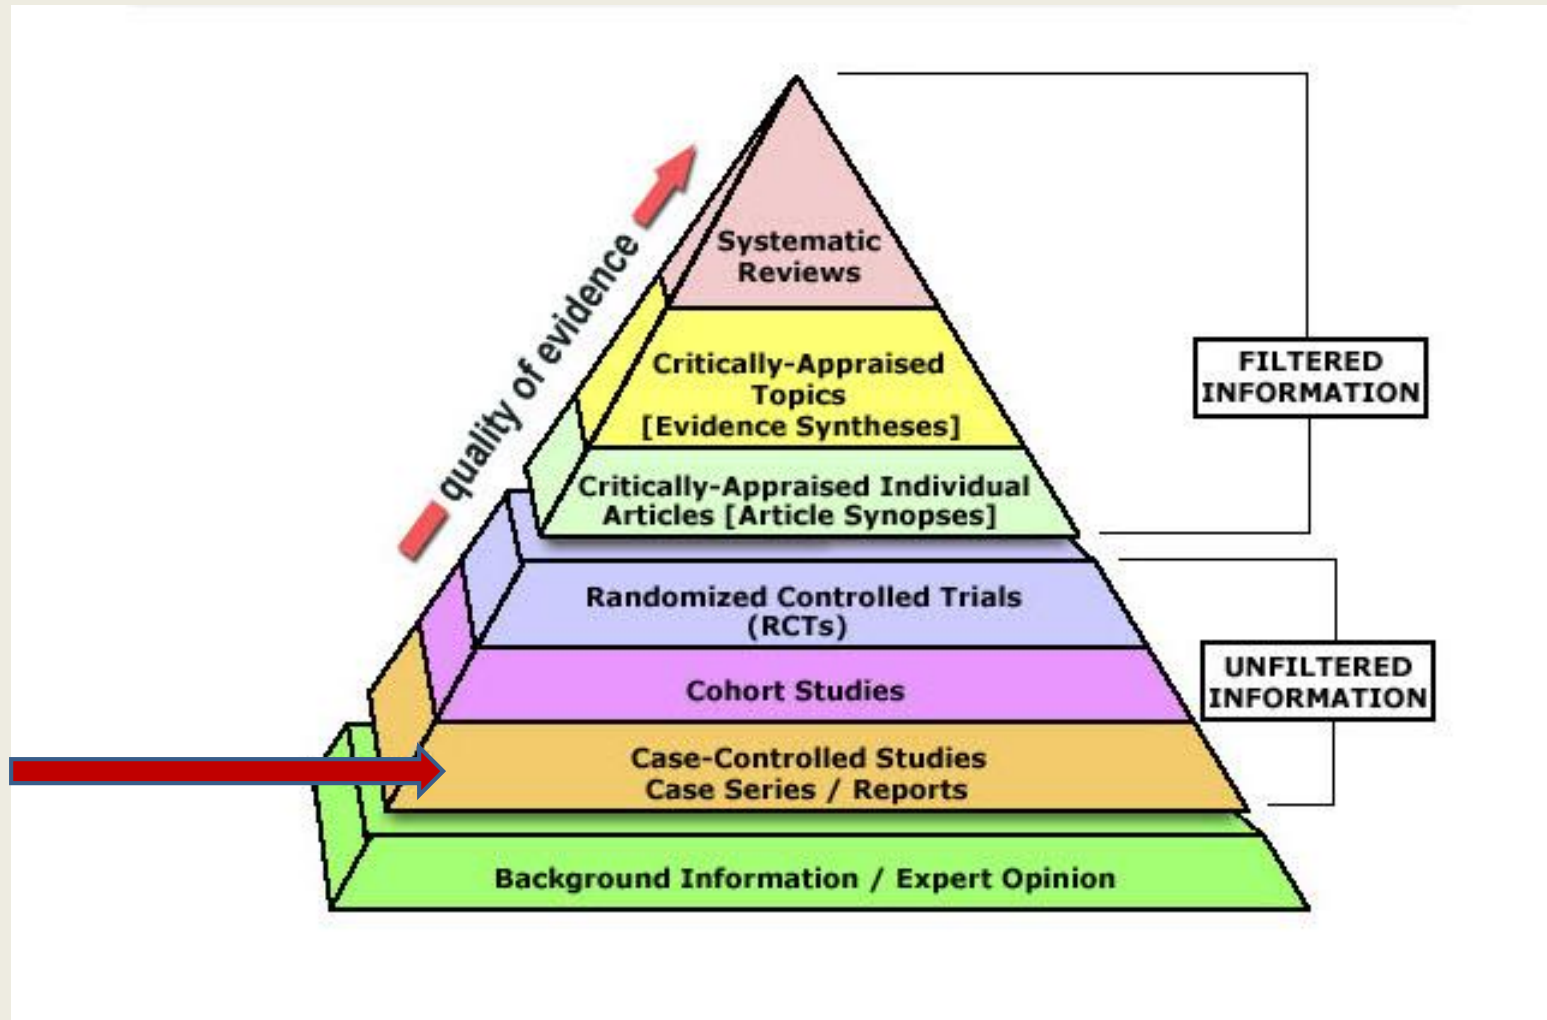 Systematic
Reviews
quality of evidence
Critically-Appraised
Topics
[Evidence Syntheses]
FILTERED
INFORMATION
Critically-Appraised Individual
Articles [Article Synopses]
Randomized Controlled Trials
(RCTs)
Cohort Studies
UNFILTERED
INFORMATION
Case-Controlled Studies
Case Series / Reports
Background Information / Expert Opinion